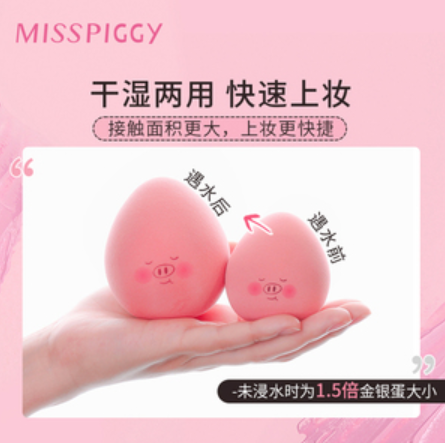 MISSPIGGY
干湿两用 快速上妆
接触面积更大，上妆更快捷
遇水后
遇水前
-未浸水时为1.5倍金银蛋大小